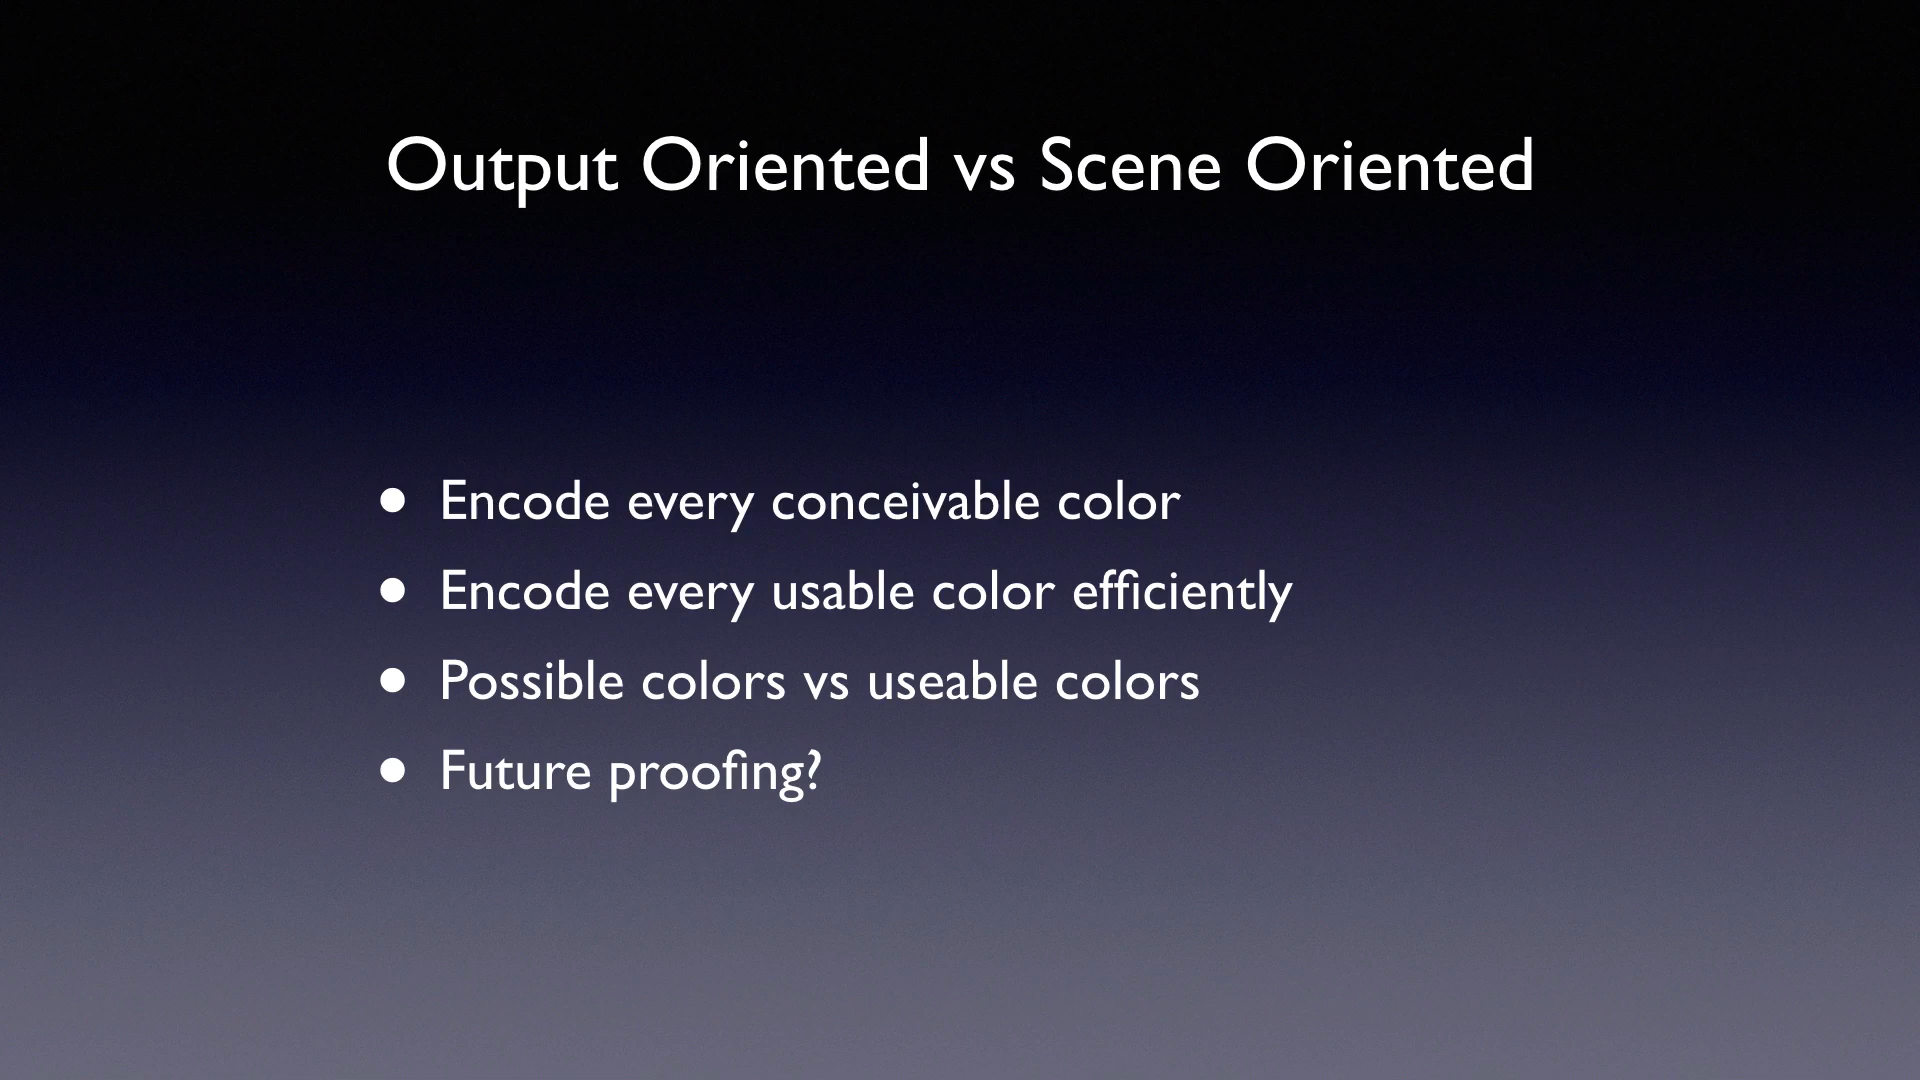 Output Oriented vs Scene Oriented
• Encode every conceivable color
• Encode every usable color efficiently
• Possible colors vs useable colors
• Future proofing?